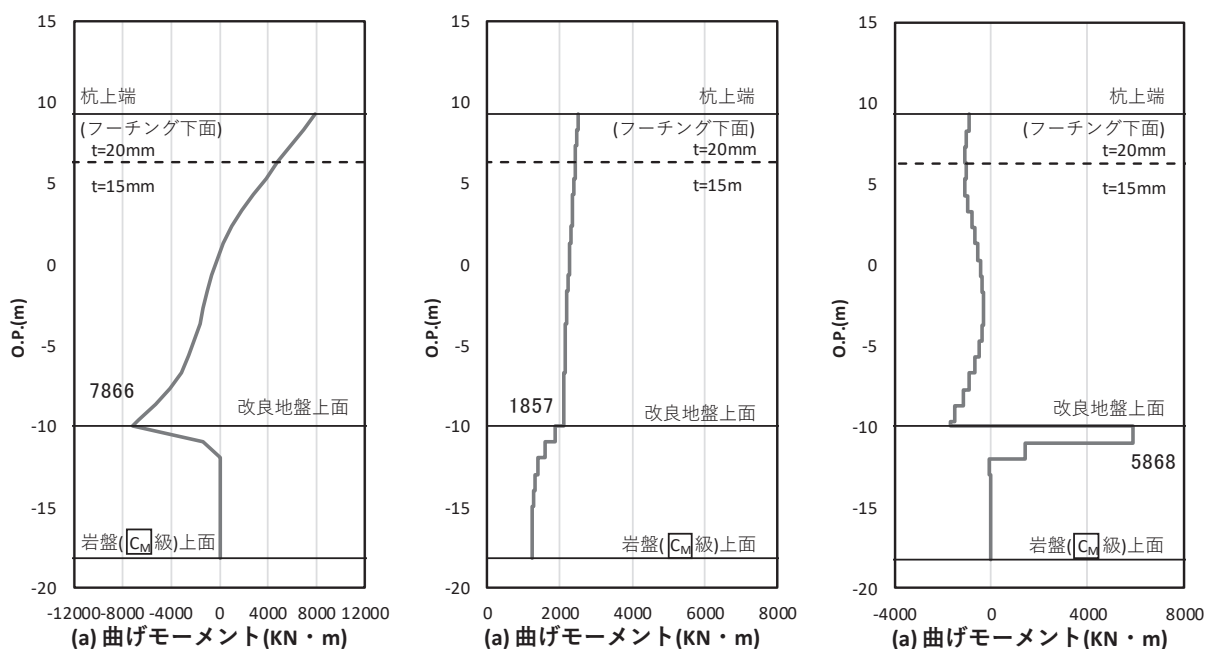 15
10
5
0
-5
-10
-15
-20
O.P.(m)
杭上端
(フーチング下面)
t=20mm
t=15mm
7866
改良地盤上面
岩盤(CM級)上面
-12000 -8000 -4000 0 4000 8000 12000
(a) 曲げモーメント(KN・m)
15
10
5
0
-5
-10
-15
-20
O.P.(m)
杭上端
(フーチング下面)
t=20mm
t=15m
1857
改良地盤上面
岩盤(CM級)上面
0 2000 4000 6000 8000
(a) 曲げモーメント(KN・m)
15
10
5
0
-5
-10
-15
-20
O.P.(m)
杭上端
(フーチング下面)
t=20mm
t=15mm
改良地盤上面
5868
岩盤(CM級)上面
-4000 0 4000 8000
(a) 曲げモーメント(KN・m)